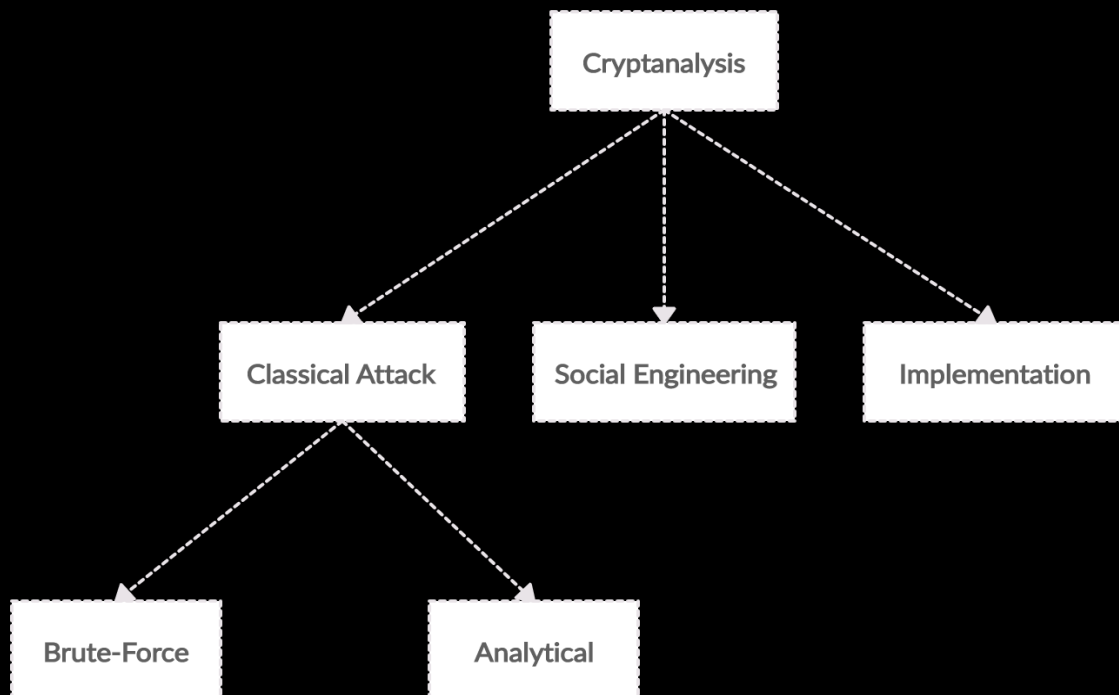 Cryptanalysis
Classical Attack
Social Engineering
Implementation
Brute-Force
Analytical